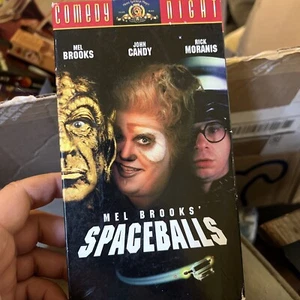 COMEDY NIGHT
MEL BROOKS JOHN CANDY RICK MORANIS
MEL BROOKS'
SPACEBALLS